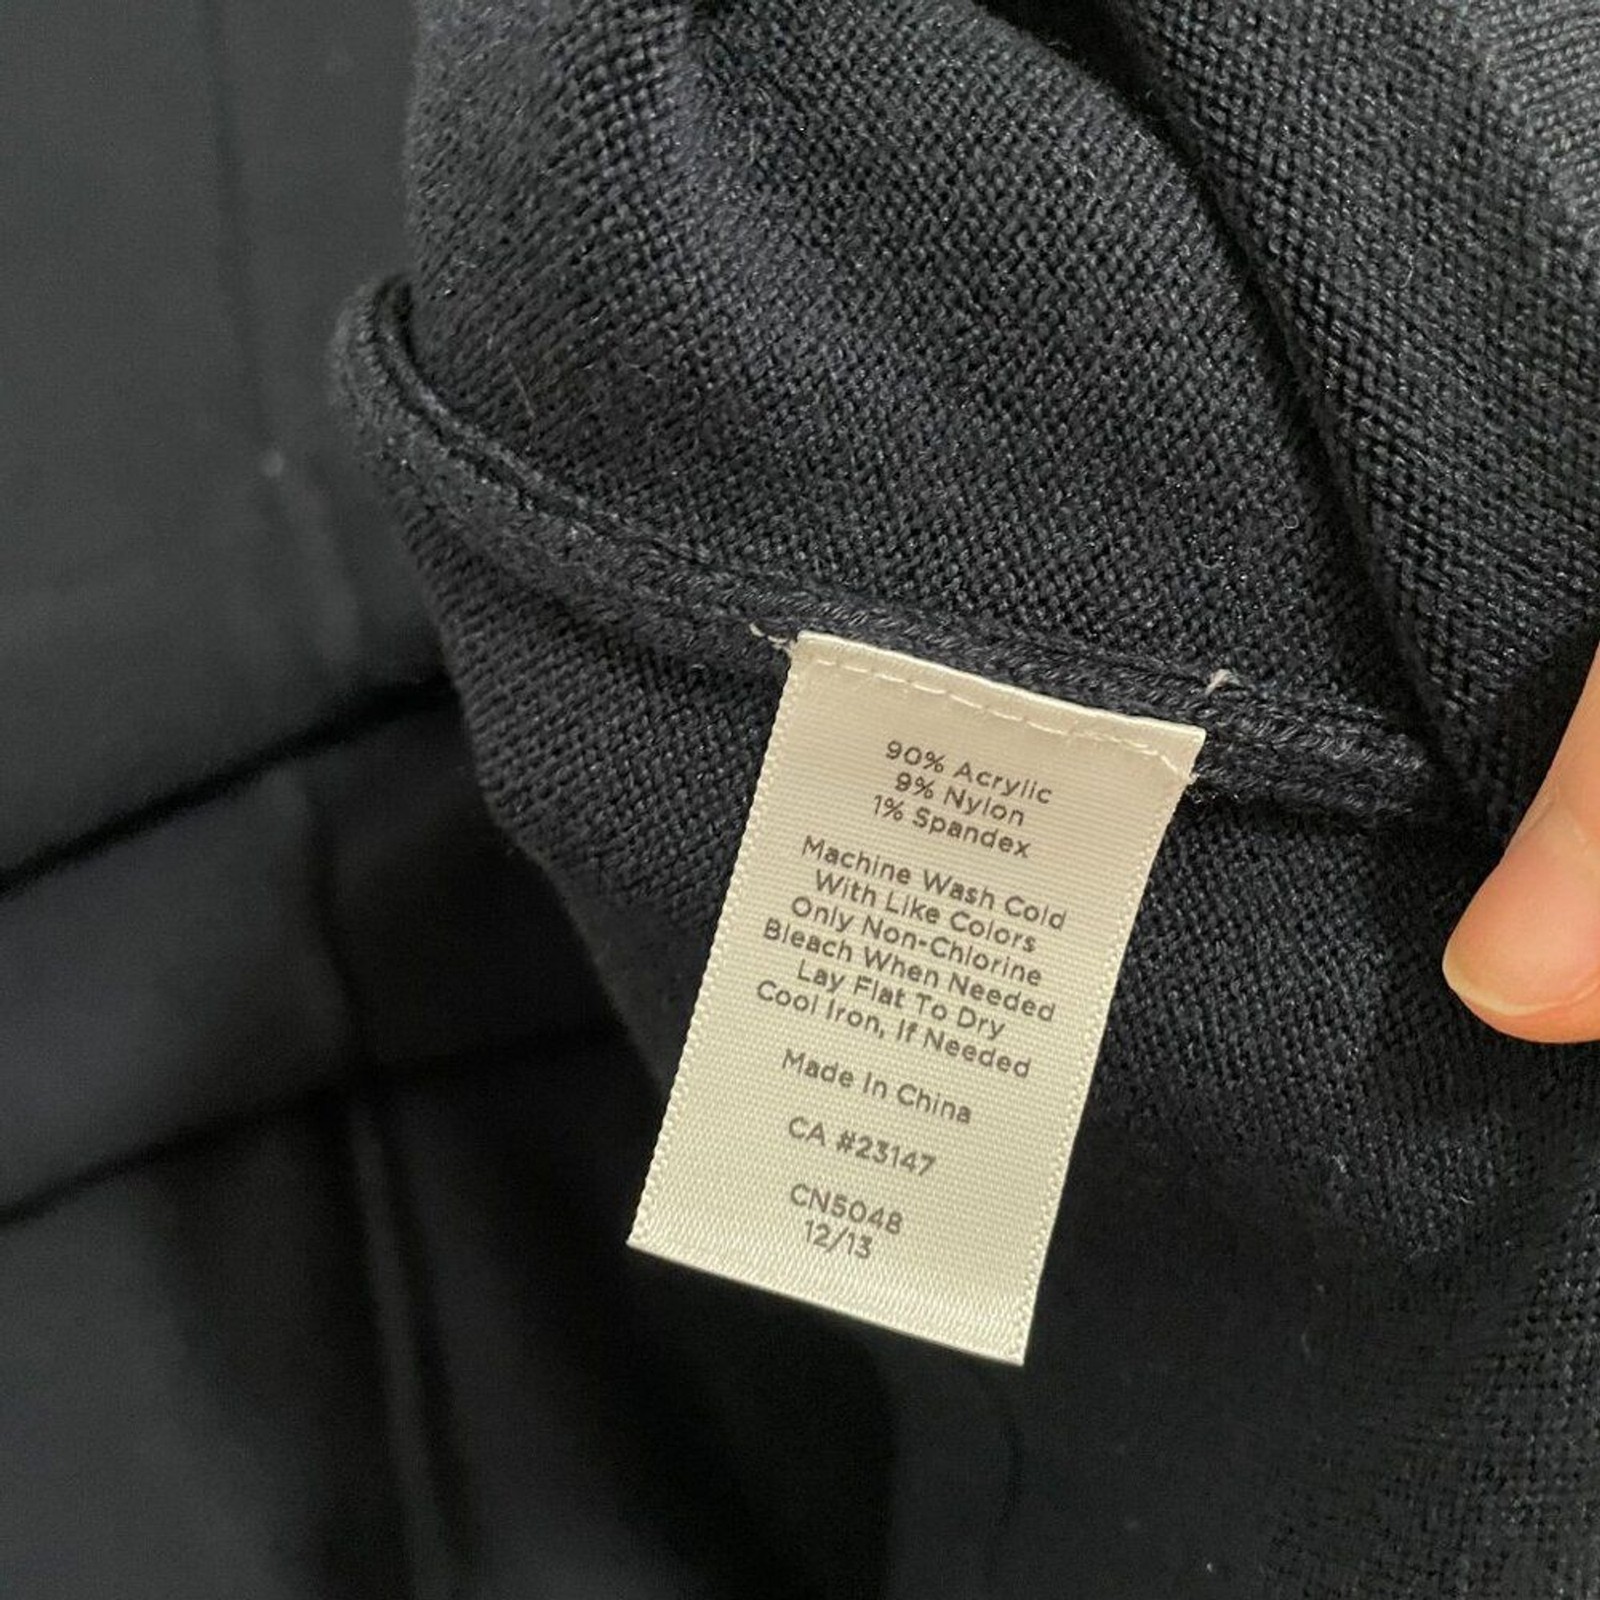 90% Acrylic
9% Nylon
1% Spandex
Machine Wash Cold
With Like Colors
Only Non-Chlorine
Bleach When Needed
Lay Flat To Dry
Cool Iron, If Needed
Made In China
CA #23147
CN5048
12/13